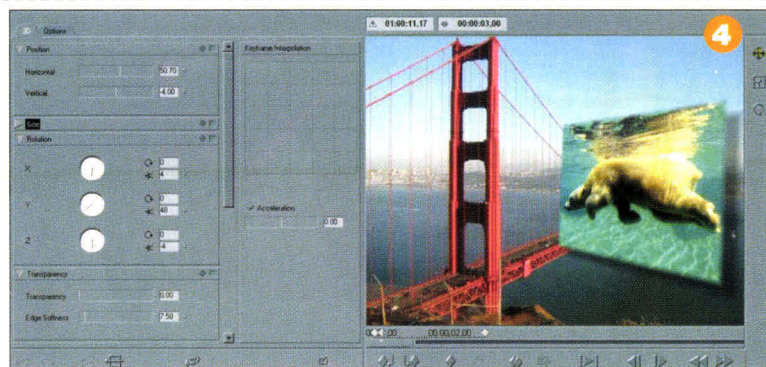 3D Options
Position
Horizontal 50.70
Vertical -4.00
Size
Rotation
X 0
4
Y 0
48
Z 0
-4
Transparency
Transparency 0.00
Edge Softness 7.50
Keyframe Interpolation
Acceleration
0.00
01:00:11,17 00:00:03,00
4
00:00:02,00